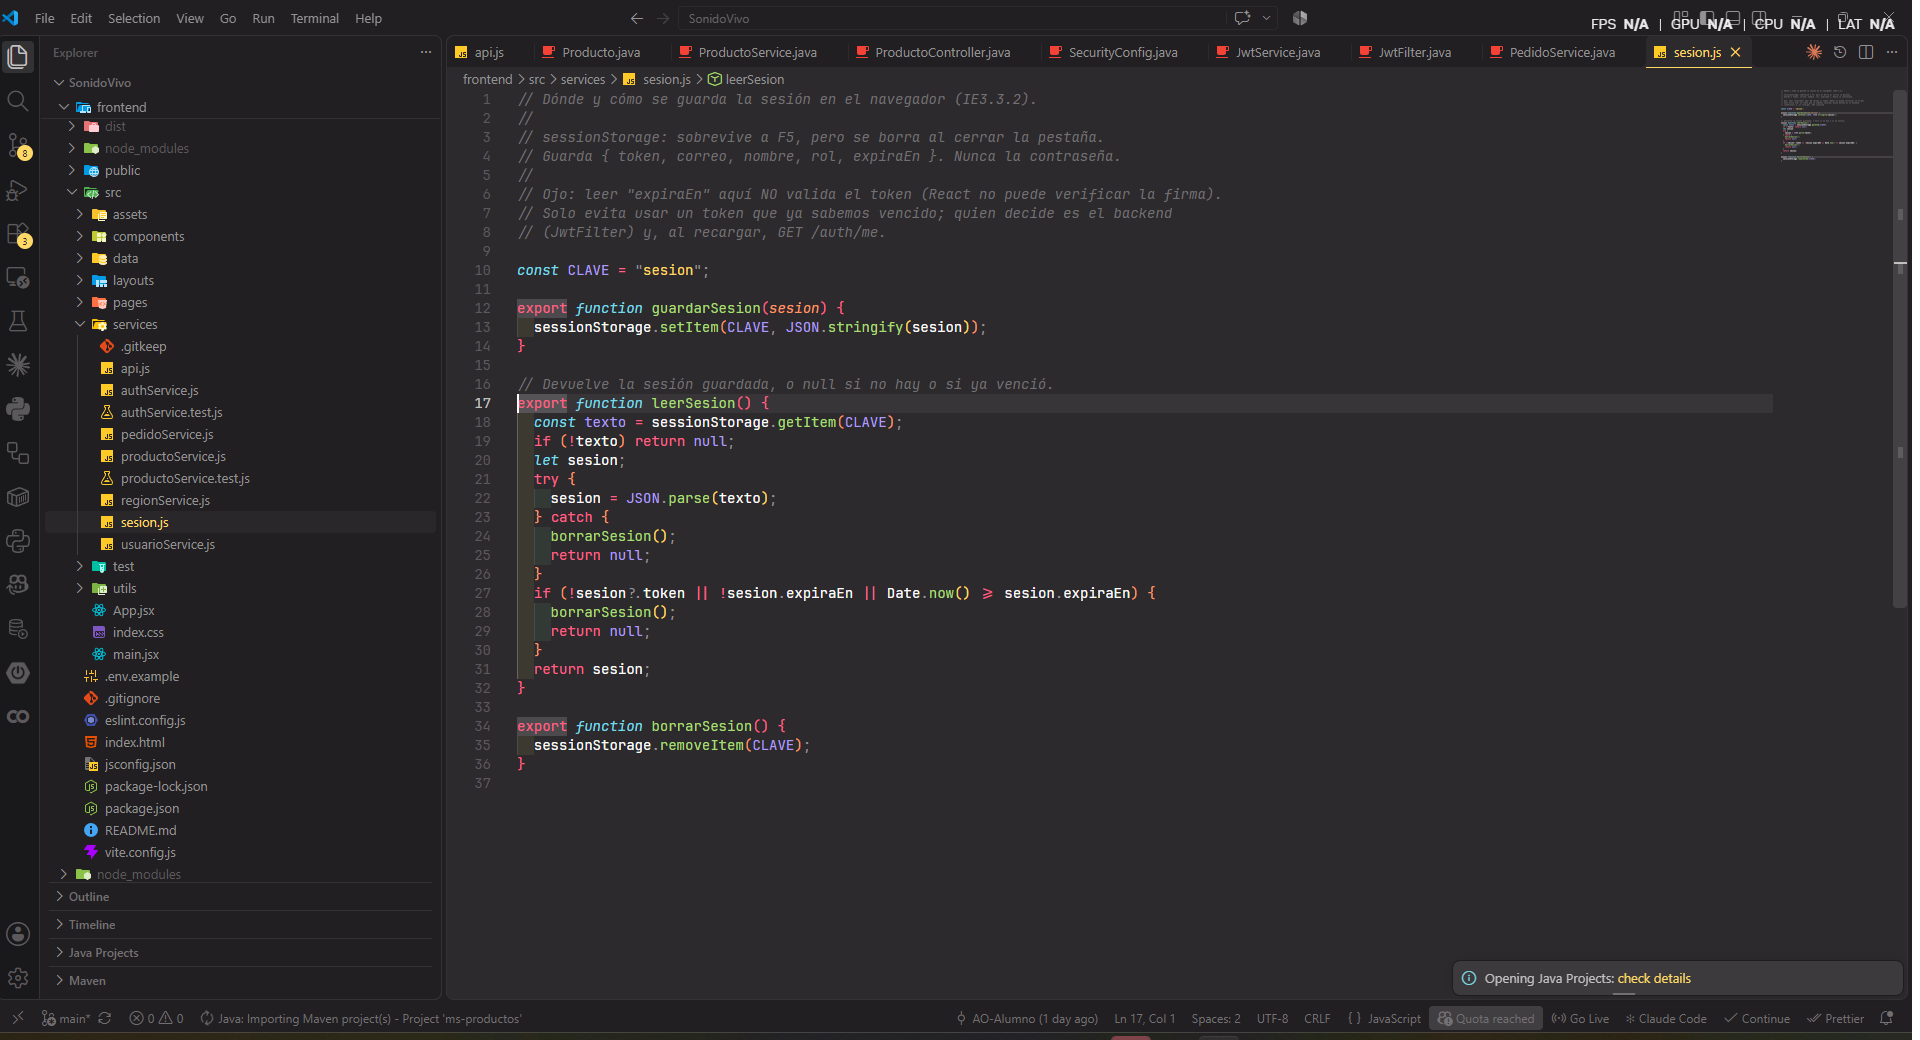 File Edit Selection View Go Run Terminal Help
SonidoVivo
FPS N/A | GPU N/A | CPU N/A | LAT N/A
Explorer
api.js
Producto.java
ProductoService.java
ProductoController.java
SecurityConfig.java
JwtService.java
JwtFilter.java
PedidoService.java
sesion.js
frontend > src > services > sesion.js > leerSesion
SonidoVivo
frontend
dist
node_modules
public
src
assets
components
data
layouts
pages
services
.gitkeep
api.js
authService.js
authService.test.js
pedidoService.js
productoService.js
productoService.test.js
regionService.js
sesion.js
usuarioService.js
test
utils
App.jsx
index.css
main.jsx
.env.example
.gitignore
eslint.config.js
index.html
jsconfig.json
package-lock.json
package.json
README.md
vite.config.js
node_modules
Outline
Timeline
Java Projects
Maven
8
3
1 // Dónde y cómo se guarda la sesión en el navegador (IE3.3.2).
2 //
3 // sessionStorage: sobrevive a F5, pero se borra al cerrar la pestaña.
4 // Guarda { token, correo, nombre, rol, expiraEn }. Nunca la contraseña.
5 //
6 // Ojo: leer "expiraEn" aquí NO valida el token (React no puede verificar la firma).
7 // Solo evita usar un token que ya sabemos vencido; quien decide es el backend
8 // (JwtFilter) y, al recargar, GET /auth/me.
9
10 const CLAVE = "sesion";
11
12 export function guardarSesion(sesion) {
13 sessionStorage.setItem(CLAVE, JSON.stringify(sesion));
14 }
15
16 // Devuelve la sesión guardada, o null si no hay o si ya venció.
17 export function leerSesion() {
18 const texto = sessionStorage.getItem(CLAVE);
19 if (!texto) return null;
20 let sesion;
21 try {
22 sesion = JSON.parse(texto);
23 } catch {
24 borrarSesion();
25 return null;
26 }
27 if (!sesion?.token || !sesion.expiraEn || Date.now() >= sesion.expiraEn) {
28 borrarSesion();
29 return null;
30 }
31 return sesion;
32 }
33
34 export function borrarSesion() {
35 sessionStorage.removeItem(CLAVE);
36 }
37
Opening Java Projects: check details
main* 0 0 Java: Importing Maven project(s) - Project 'ms-productos'
AO-Alumno (1 day ago) Ln 17, Col 1 Spaces: 2 UTF-8 CRLF { } JavaScript Quota reached Go Live Claude Code Continue Prettier